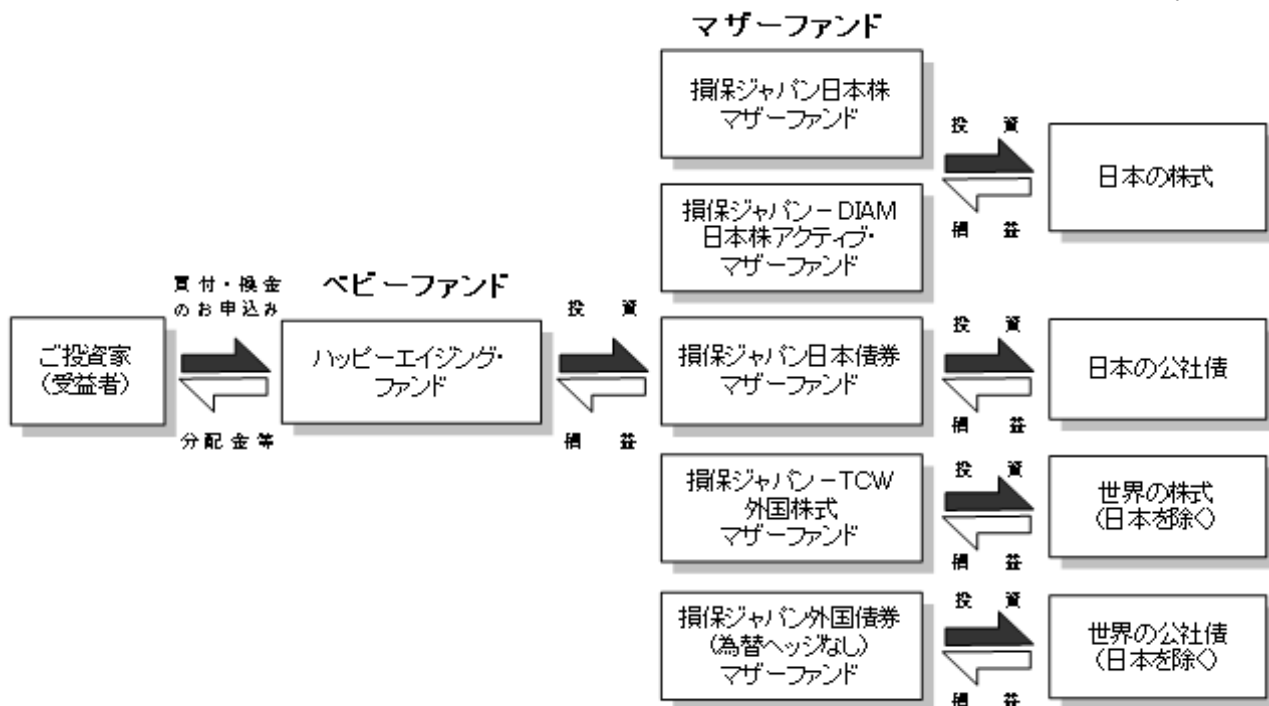 マザーファンド
損保ジャパン日本株
マザーファンド
投資
日本の株式
損益
損保ジャパン－DIAM
日本株アクティブ・
マザーファンド
買付・換金
のお申込み
ベビーファンド
投資
ご投資家
(受益者)
ハッピーエイジング・
ファンド
分配金等
損益
損保ジャパン日本債券
マザーファンド
投資
日本の公社債
損益
損保ジャパン－TCW
外国株式
マザーファンド
投資
世界の株式
(日本を除く)
損益
損保ジャパン外国債券
(為替ヘッジなし)
マザーファンド
投資
世界の公社債
(日本を除く)
損益